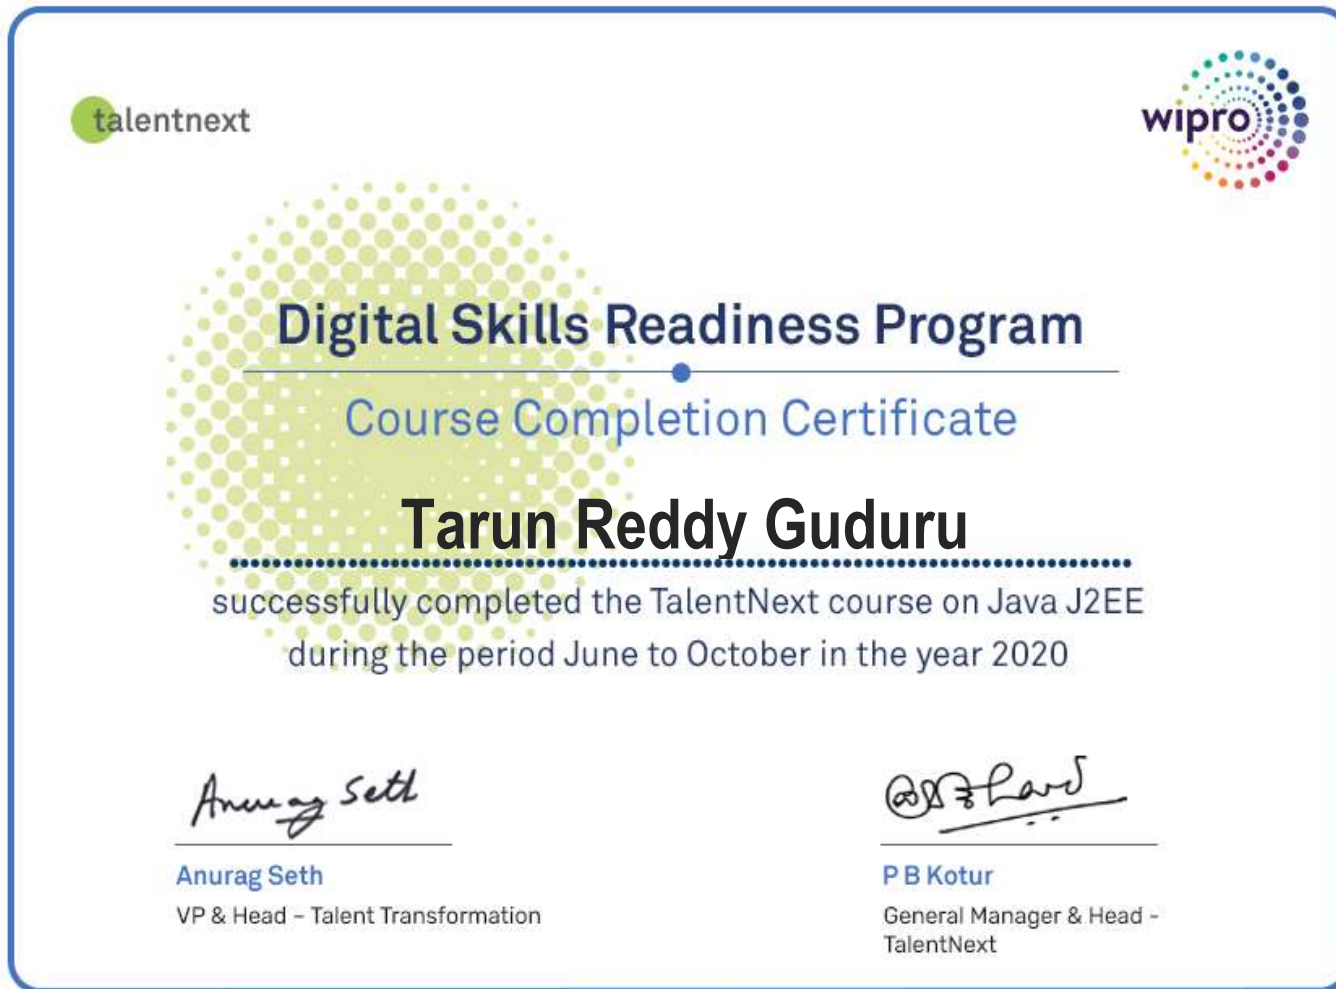 talentnext
wipro
Digital Skills Readiness Program
Course Completion Certificate
Tarun Reddy Guduru
successfully completed the TalentNext course on Java J2EE
during the period June to October in the year 2020
Anurag Seth
Anurag Seth
VP & Head – Talent Transformation
P B Kotur
General Manager & Head -
TalentNext